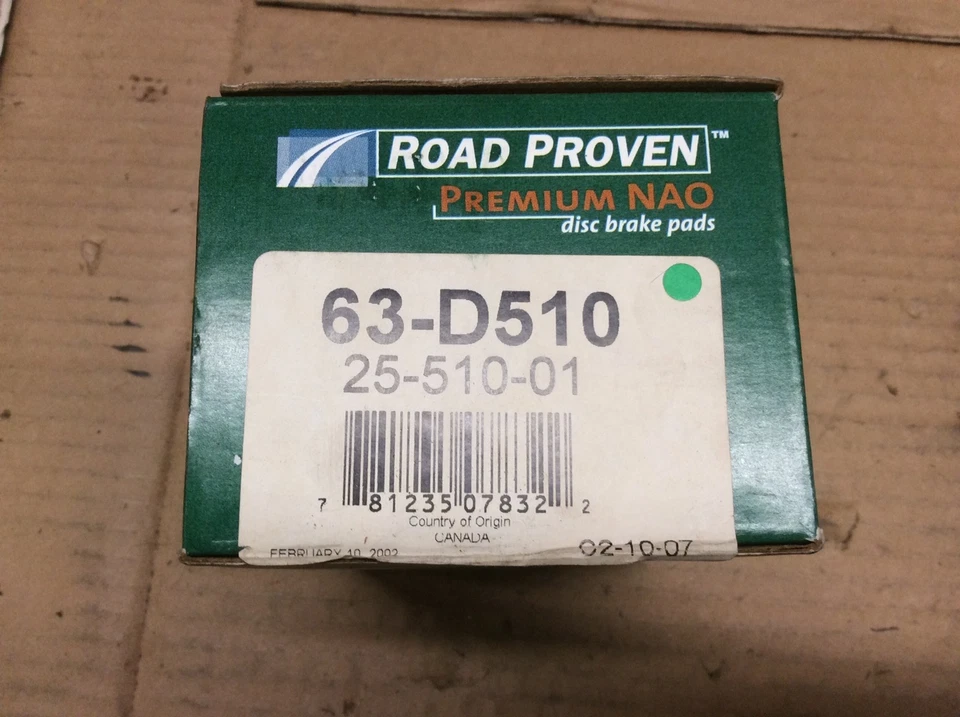 ROAD PROVEN™
PREMIUM NAO
disc brake pads
63-D510
25-510-01
7 81235 07832 2
Country of Origin
CANADA
FEBRUARY 10, 2002
02-10-07